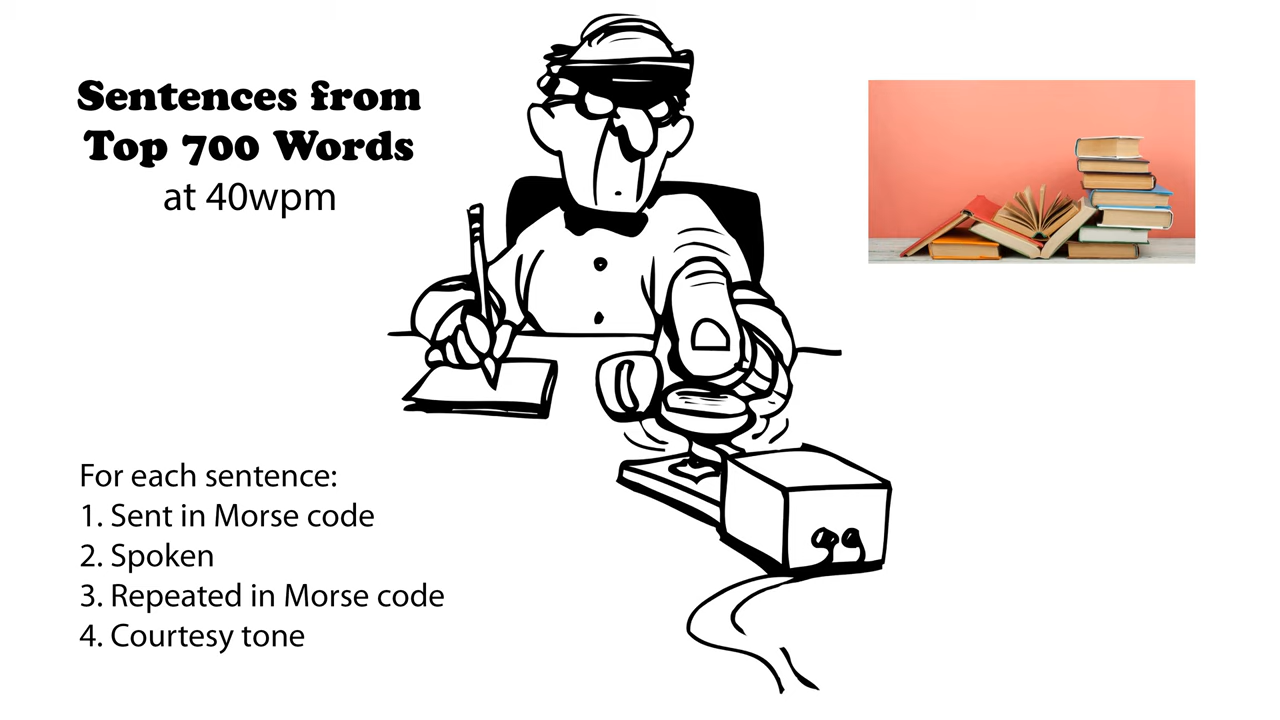 Sentences from
Top 700 Words
at 40wpm
For each sentence:
1. Sent in Morse code
2. Spoken
3. Repeated in Morse code
4. Courtesy tone